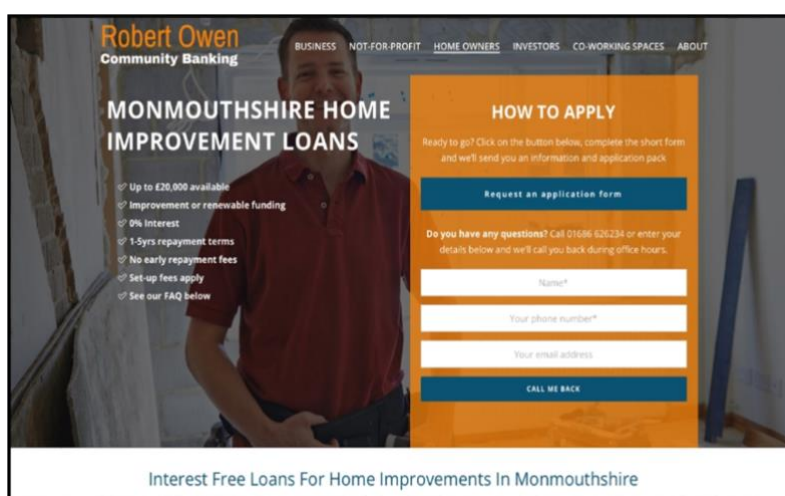 Robert Owen
Community Banking
BUSINESS NOT-FOR-PROFIT HOME OWNERS INVESTORS CO-WORKING SPACES ABOUT
MONMOUTHSHIRE HOME
IMPROVEMENT LOANS
Up to £20,000 available
Improvement or renewable funding
0% Interest
1-5yrs repayment terms
No early repayment fees
Set-up fees apply
See our FAQ below
HOW TO APPLY
Ready to go? Click on the button below, complete the short form
and we'll send you an information and application pack
Request an application form
Do you have any questions? Call 01686 626234 or enter your
details below and we'll call you back during office hours.
Name*
Your phone number*
Your email address
CALL ME BACK
Interest Free Loans For Home Improvements In Monmouthshire